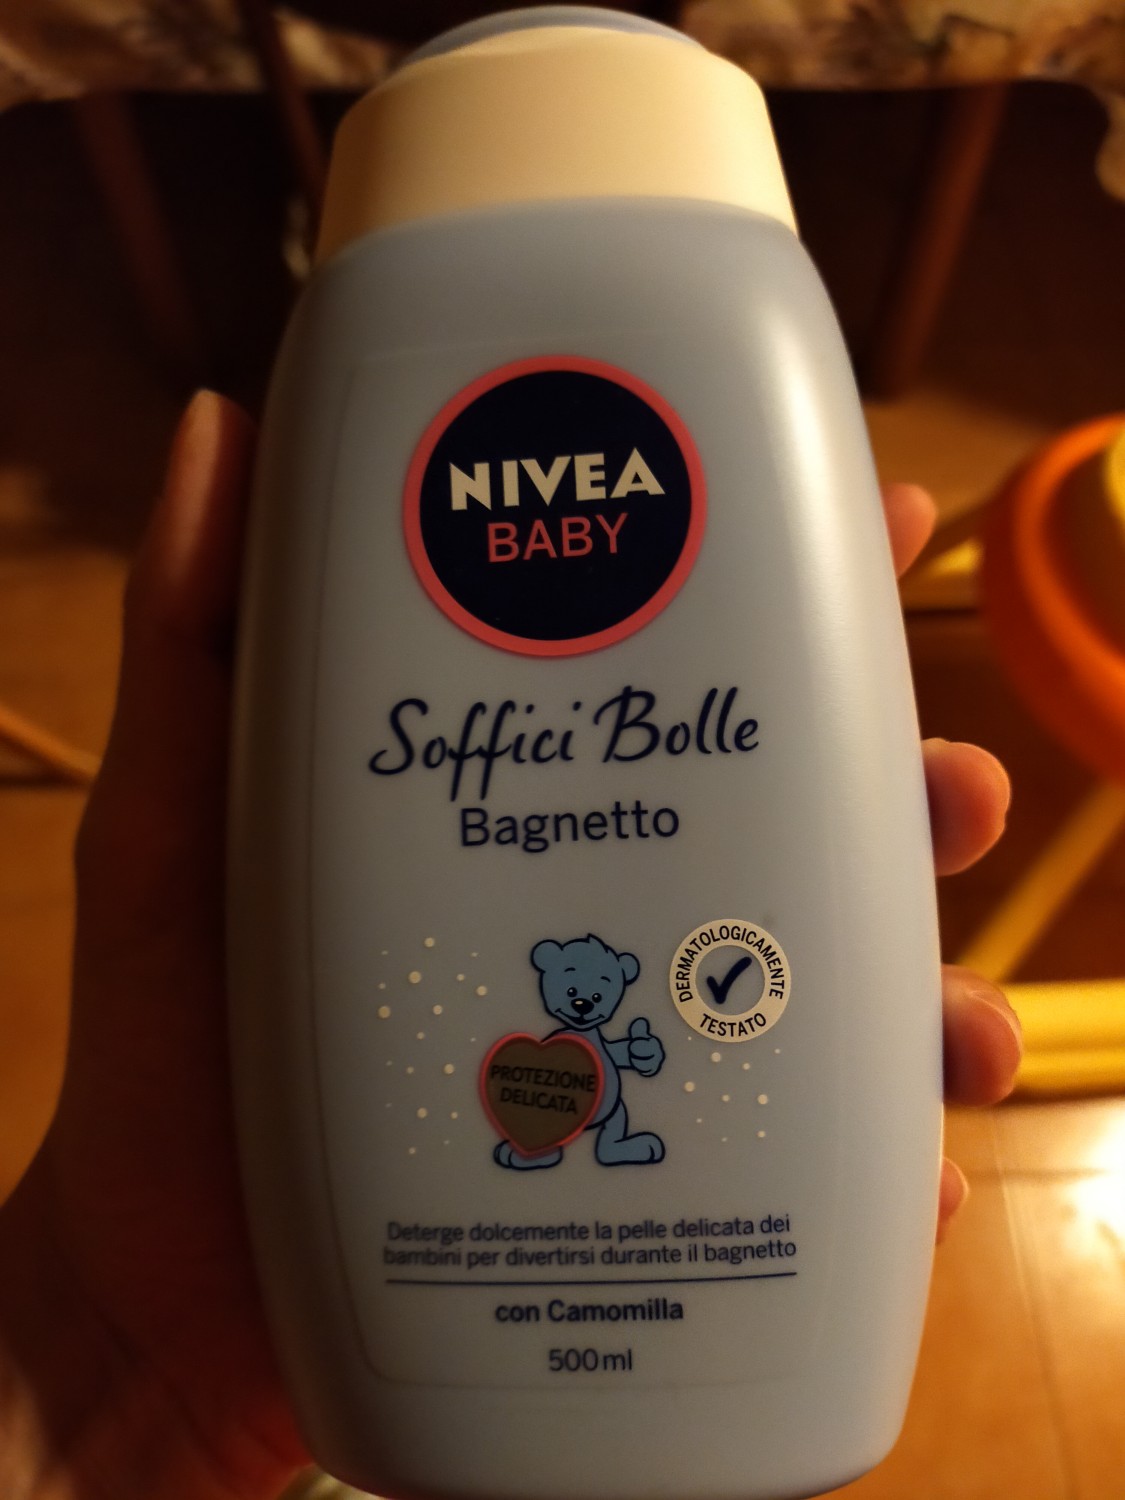 NIVEA
BABY
Soffici Bolle
Bagnetto
DERMATOLOGICAMENTE
TESTATO
PROTEZIONE
DELICATA
Deterge dolcemente la pelle delicata dei
bambini per divertirsi durante il bagnetto
con Camomilla
500ml